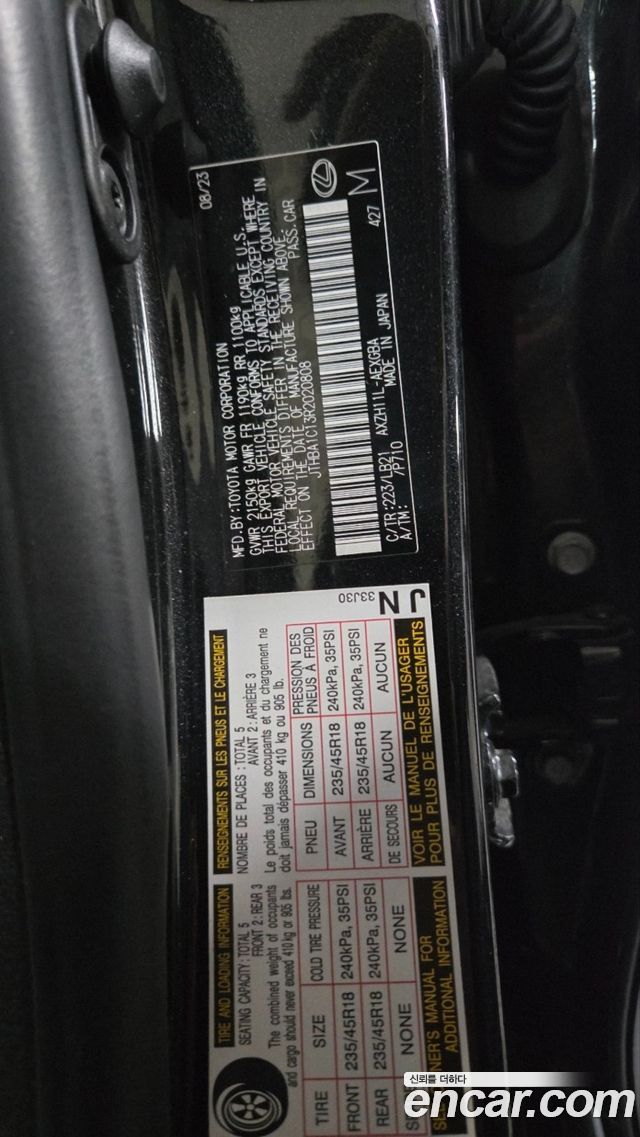 MFD.BY:TOYOTA MOTOR CORPORATION 08/23
GVWR 2150kg GAWR FR 1190kg RR 1100kg
THIS EXPORT VEHICLE CONFORMS TO APPLICABLE U.S.
FEDERAL MOTOR VEHICLE SAFETY STANDARDS EXCEPT WHERE
LOCAL REQUIREMENTS DIFFER IN THE RECEIVING COUNTRY IN
EFFECT ON THE DATE OF MANUFACTURE SHOWN ABOVE.
JTHBA1C13R2020808 PASS.CAR
C/TR:223/LB21 AXZH11L-AEXGBA 427
A/TM: /P710 MADE IN JAPAN M
TIRE AND LOADING INFORMATION
SEATING CAPACITY:TOTAL 5
FRONT 2:REAR 3
The combined weight of occupants
and cargo should never exceed 410 kg or 905 lbs.
TIRE SIZE COLD TIRE PRESSURE
FRONT 235/45R18 240kPa, 35PSI
REAR 235/45R18 240kPa, 35PSI
NONE NONE
MANUAL FOR
ADDITIONAL INFORMATION
RENSEIGNEMENTS SUR LES PNEUS ET LE CHARGEMENT
NOMBRE DE PLACES :TOTAL 5
AVANT 2:ARRIÈRE 3
Le poids total des occupants et du chargement ne
doit jamais dépasser 410 kg ou 905 lb.
PNEU DIMENSIONS PRESSION DES PNEUS À FROID
AVANT 235/45R18 240kPa, 35PSI
ARRIÈRE 235/45R18 240kPa, 35PSI
DE SECOURS AUCUN AUCUN
VOIR LE MANUEL DE L'USAGER
POUR PLUS DE RENSEIGNEMENTS
33J30
JN
신뢰를 더하다
encar.com